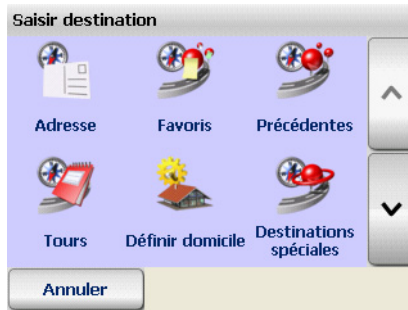 Saisir destination
Adresse
Favoris
Précédentes
Tours
Définir domicile
Destinations
spéciales
Annuler